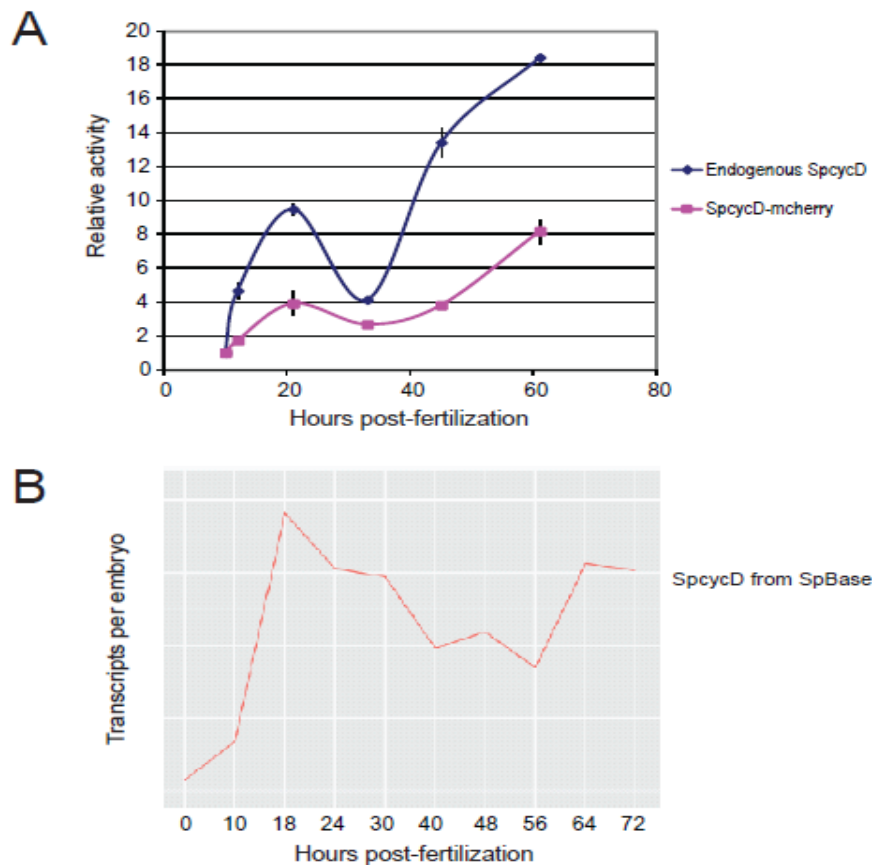 A
20
18
16
14
12
10
8
6
4
2
0
Relative activity
0 20 40 60 80
Hours post-fertilization
Endogenous SpcycD
SpcycD-mcherry
B
Transcripts per embryo
SpcycD from SpBase
0 10 18 24 30 40 48 56 64 72
Hours post-fertilization